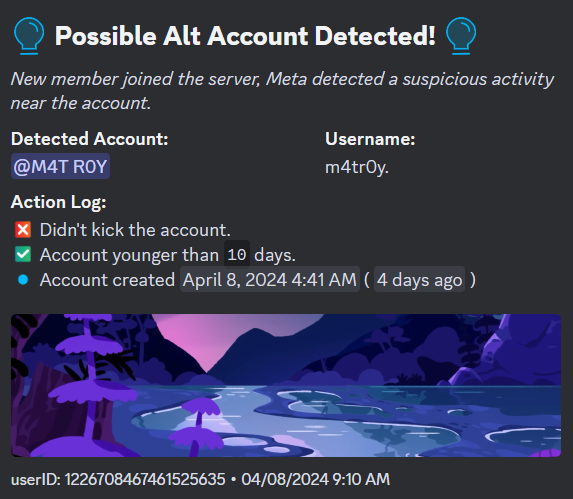 Possible Alt Account Detected!
New member joined the server, Meta detected a suspicious activity
near the account.
Detected Account: Username:
@M4T R0Y m4tr0y.
Action Log:
Didn't kick the account.
Account younger than 10 days.
Account created April 8, 2024 4:41 AM ( 4 days ago )
userID: 1226708467461525635 • 04/08/2024 9:10 AM